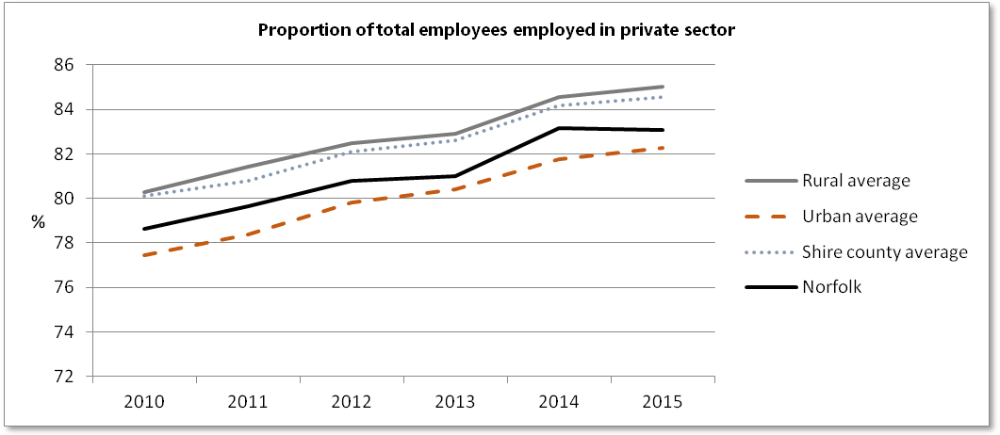 Proportion of total employees employed in private sector
86
84
82
80
78
76
74
72
%
2010 2011 2012 2013 2014 2015
Rural average
Urban average
Shire county average
Norfolk